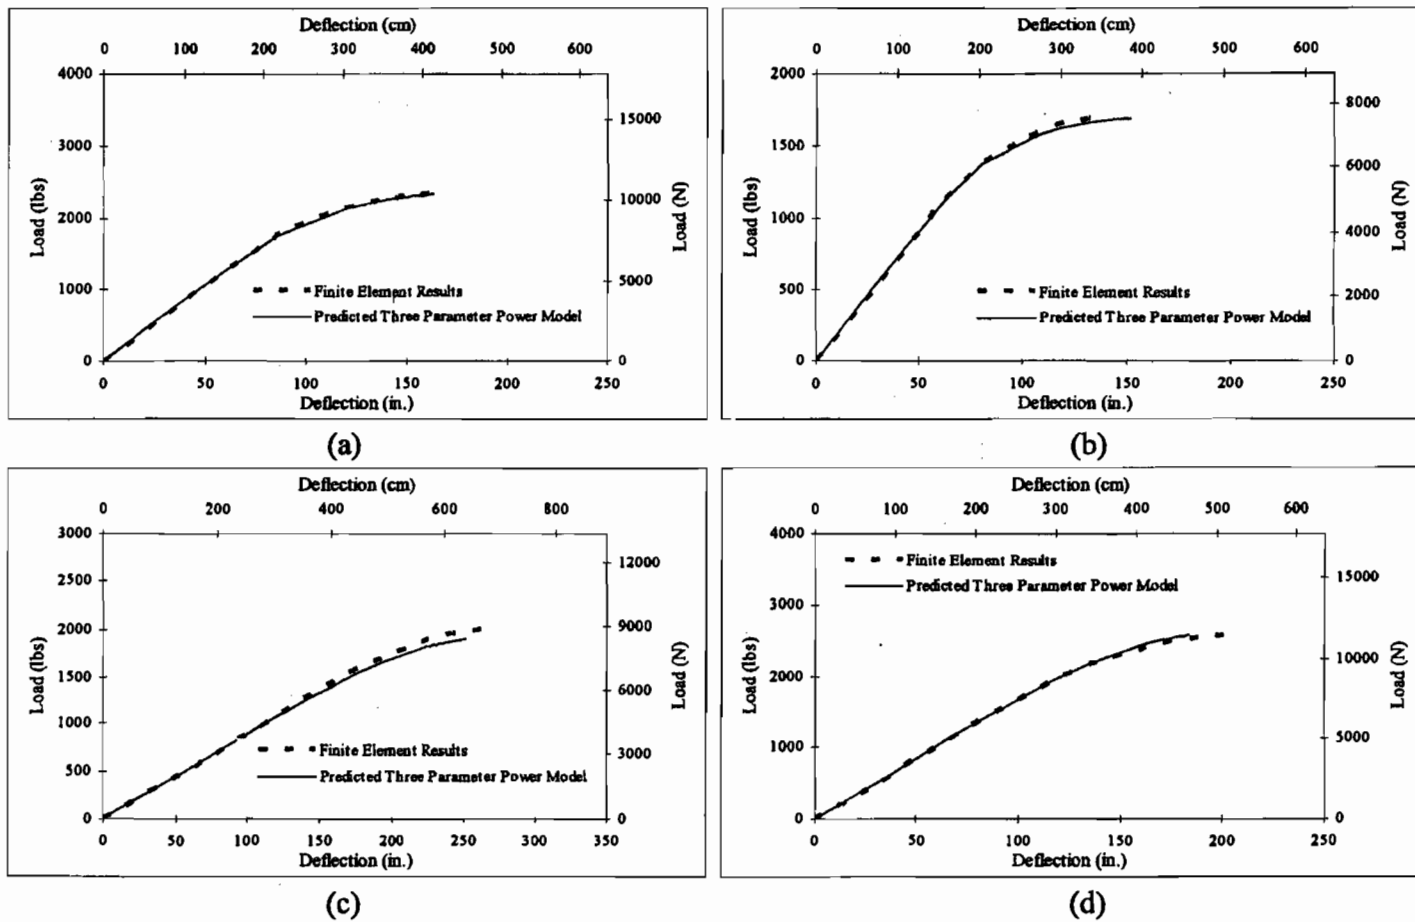 Deflection (cm)
0 100 200 300 400 500 600
4000
3000
2000
1000
0
Load (lbs)
15000
10000
5000
0
Load (N)
Finite Element Results
Predicted Three Parameter Power Model
0 50 100 150 200 250
Deflection (in.)
(a)
Deflection (cm)
0 100 200 300 400 500 600
2000
1500
1000
500
0
Load (lbs)
8000
6000
4000
2000
0
Load (N)
Finite Element Results
Predicted Three Parameter Power Model
0 50 100 150 200 250
Deflection (in.)
(b)
Deflection (cm)
0 200 400 600 800
3000
2500
2000
1500
1000
500
0
Load (lbs)
12000
9000
6000
3000
0
Load (N)
Finite Element Results
Predicted Three Parameter Power Model
0 50 100 150 200 250 300 350
Deflection (in.)
(c)
Deflection (cm)
0 100 200 300 400 500 600
4000
3000
2000
1000
0
Load (lbs)
15000
10000
5000
0
Load (N)
Finite Element Results
Predicted Three Parameter Power Model
0 50 100 150 200 250
Deflection (in.)
(d)